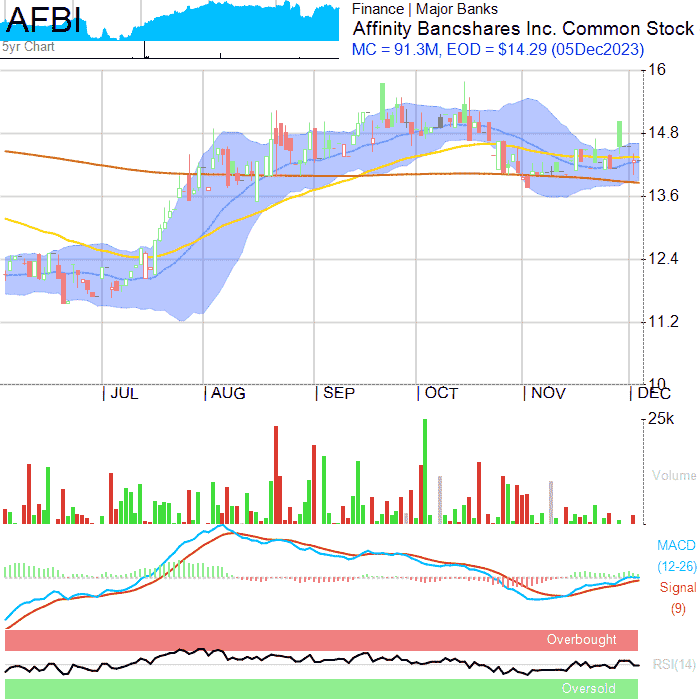 AFBI
5yr Chart
Finance | Major Banks
Affinity Bancshares Inc. Common Stock
MC = 91.3M, EOD = $14.29 (05Dec2023)
16
14.8
13.6
12.4
11.2
10
JUL AUG SEP OCT NOV DEC
25k
Volume
MACD
(12-26)
Signal
(9)
Overbought
RSI(14)
Oversold